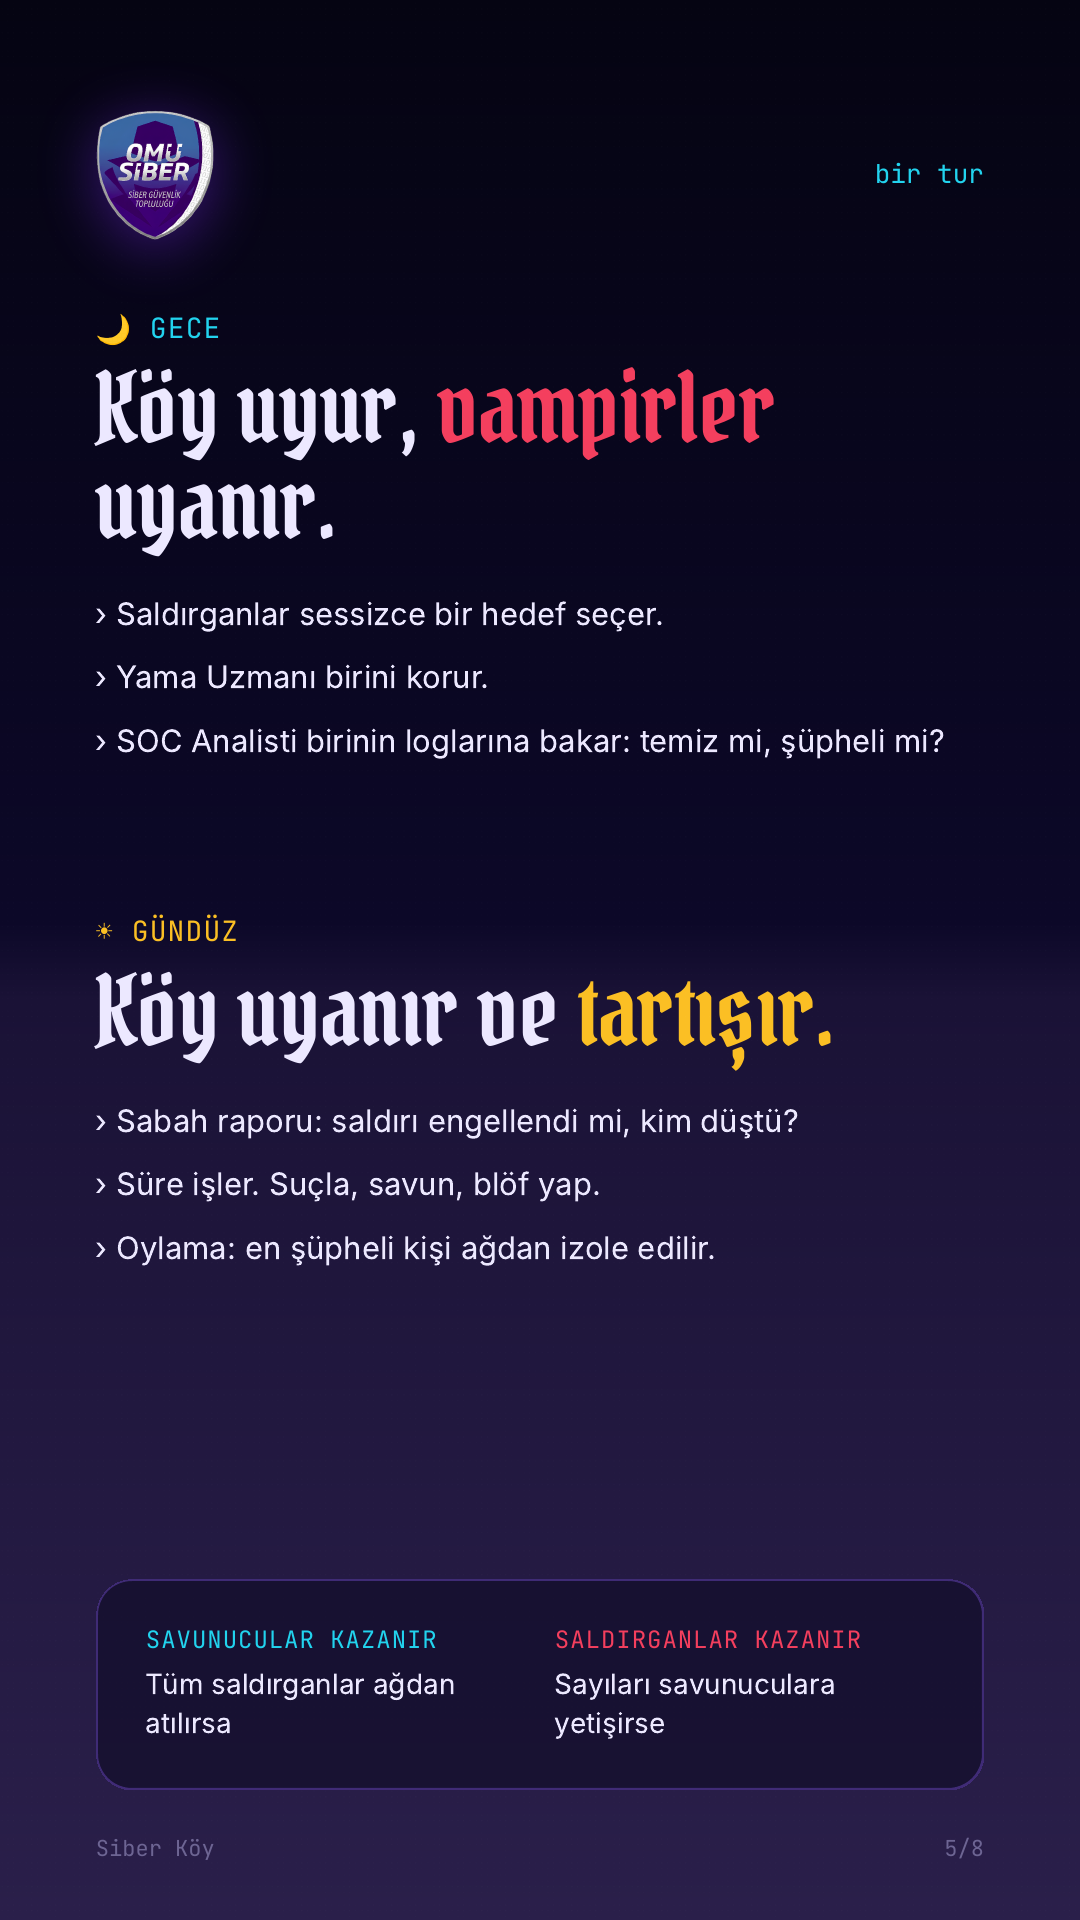 OMÜ
SİBER
SİBER GÜVENLİK
TOPLULUĞU
bir tur
🌙 GECE
Köy uyur, vampirler
uyanır.
› Saldırganlar sessizce bir hedef seçer.
› Yama Uzmanı birini korur.
› SOC Analisti birinin loglarına bakar: temiz mi, şüpheli mi?
☀ GÜNDÜZ
Köy uyanır ve tartışır.
› Sabah raporu: saldırı engellendi mi, kim düştü?
› Süre işler. Suçla, savun, blöf yap.
› Oylama: en şüpheli kişi ağdan izole edilir.
SAVUNUCULAR KAZANIR
Tüm saldırganlar ağdan
atılırsa
SALDIRGANLAR KAZANIR
Sayıları savunuculara
yetişirse
Siber Köy
5/8